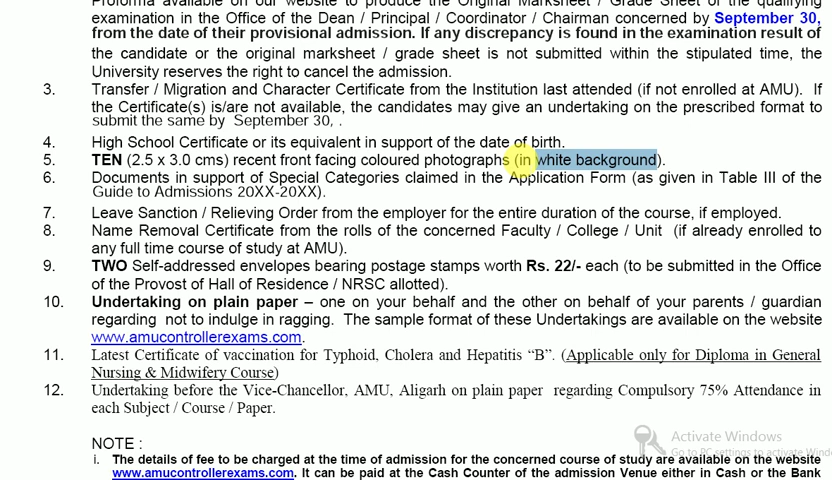 Proforma available on our website to produce the Original Marksheet / Grade Sheet of the qualifying
examination in the Office of the Dean / Principal / Coordinator / Chairman concerned by September 30,
from the date of their provisional admission. If any discrepancy is found in the examination result of
the candidate or the original marksheet / grade sheet is not submitted within the stipulated time, the
University reserves the right to cancel the admission.
3. Transfer / Migration and Character Certificate from the Institution last attended (if not enrolled at AMU). If
the Certificate(s) is/are not available, the candidates may give an undertaking on the prescribed format to
submit the same by September 30, .
4. High School Certificate or its equivalent in support of the date of birth.
5. TEN (2.5 x 3.0 cms) recent front facing coloured photographs (in white background).
6. Documents in support of Special Categories claimed in the Application Form (as given in Table III of the
Guide to Admissions 20XX-20XX).
7. Leave Sanction / Relieving Order from the employer for the entire duration of the course, if employed.
8. Name Removal Certificate from the rolls of the concerned Faculty / College / Unit (if already enrolled to
any full time course of study at AMU).
9. TWO Self-addressed envelopes bearing postage stamps worth Rs. 22/- each (to be submitted in the Office
of the Provost of Hall of Residence / NRSC allotted).
10. Undertaking on plain paper – one on your behalf and the other on behalf of your parents / guardian
regarding not to indulge in ragging. The sample format of these Undertakings are available on the website
www.amucontrollerexams.com.
11. Latest Certificate of vaccination for Typhoid, Cholera and Hepatitis “B”. (Applicable only for Diploma in General
Nursing & Midwifery Course)
12. Undertaking before the Vice-Chancellor, AMU, Aligarh on plain paper regarding Compulsory 75% Attendance in
each Subject / Course / Paper.
NOTE :
i. The details of fee to be charged at the time of admission for the concerned course of study are available on the website
www.amucontrollerexams.com. It can be paid at the Cash Counter of the admission Venue either in Cash or the Bank
Activate Windows
Go to PC settings to activate Windows